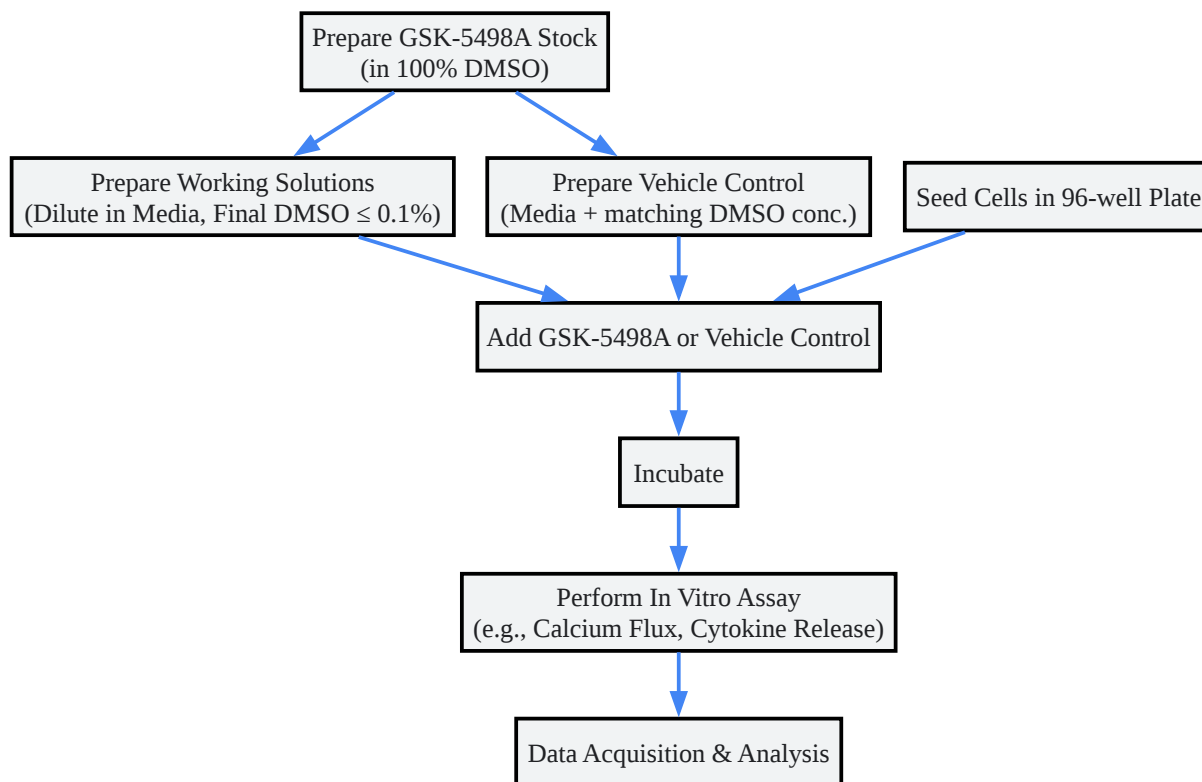 Prepare GSK-5498A Stock
(in 100% DMSO)
Prepare Working Solutions
(Dilute in Media, Final DMSO ≤ 0.1%)
Prepare Vehicle Control
(Media + matching DMSO conc.)
Seed Cells in 96-well Plate
Add GSK-5498A or Vehicle Control
Incubate
Perform In Vitro Assay
(e.g., Calcium Flux, Cytokine Release)
Data Acquisition & Analysis